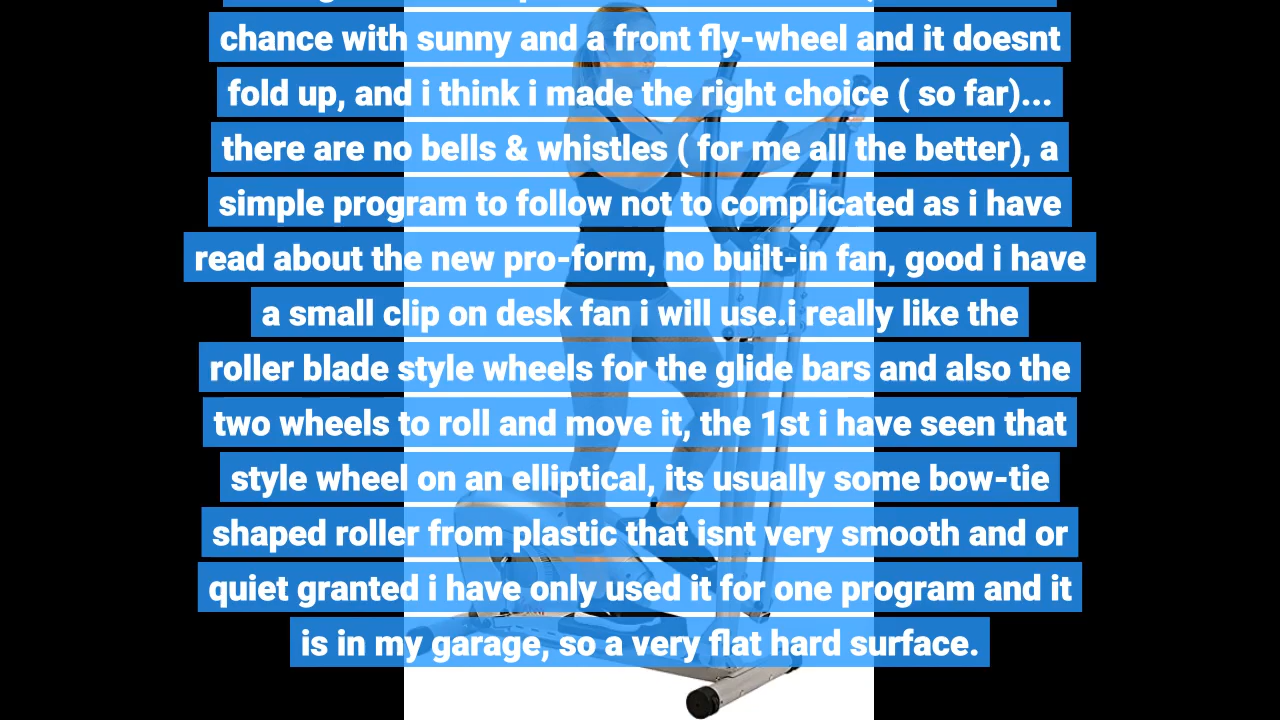 chance with sunny and a front fly-wheel and it doesnt
fold up, and i think i made the right choice ( so far)...
there are no bells & whistles ( for me all the better), a
simple program to follow not to complicated as i have
read about the new pro-form, no built-in fan, good i have
a small clip on desk fan i will use.i really like the
roller blade style wheels for the glide bars and also the
two wheels to roll and move it, the 1st i have seen that
style wheel on an elliptical, its usually some bow-tie
shaped roller from plastic that isnt very smooth and or
quiet granted i have only used it for one program and it
is in my garage, so a very flat hard surface.